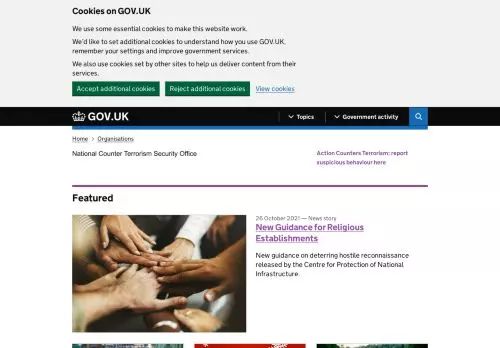 Cookies on GOV.UK
We use some essential cookies to make this website work.
We'd like to set additional cookies to understand how you use GOV.UK,
remember your settings and improve government services.
We also use cookies set by other sites to help us deliver content from their
services.
Accept additional cookies Reject additional cookies View cookies
GOV.UK Topics Government activity
Home Organisations
National Counter Terrorism Security Office
Action Counters Terrorism: report
suspicious behaviour here
Featured
26 October 2021 — News story
New Guidance for Religious
Establishments
New guidance on deterring hostile reconnaissance
released by the Centre for Protection of National
Infrastructure.